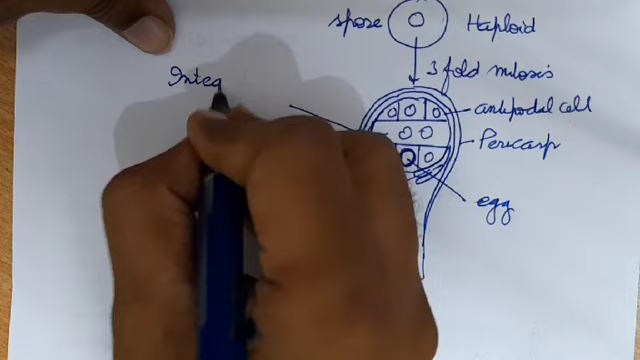 spore Haploid
3 fold mitosis
Integ
antipodal cell
Pericarp
egg